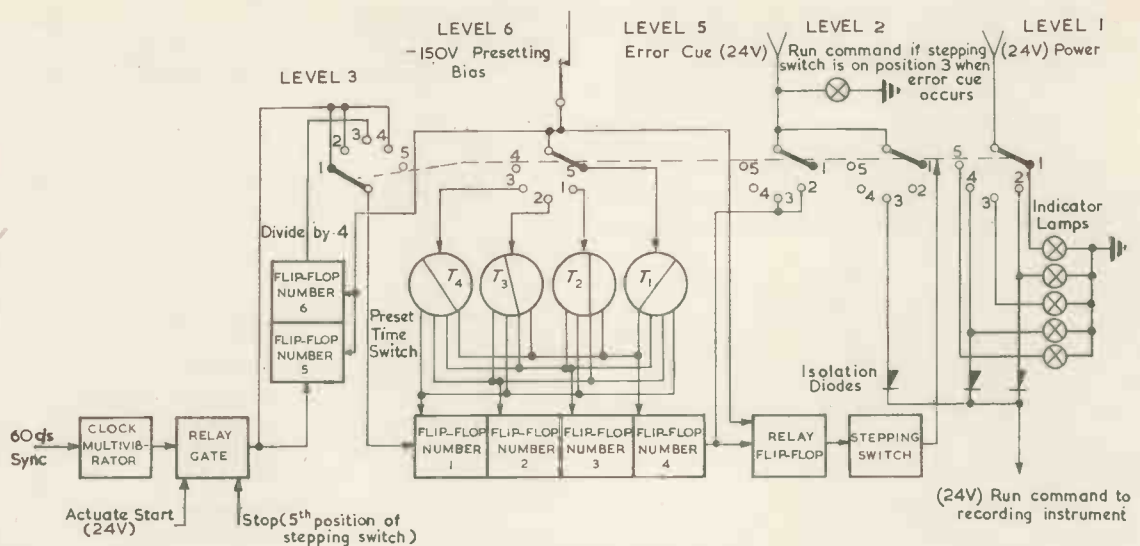 LEVEL 6
-150V Presetting
Bias
LEVEL 5
Error Cue (24V)
LEVEL 2
Run command if stepping
switch is on position 3 when
error cue
occurs
LEVEL 1
(24V) Power
LEVEL 3
1
2
3
4
5
4
3
2
1
5
5
4
3
2
1
5
4
3
2
1
5
4
3
2
1
Indicator
Lamps
Divide by 4
FLIP-FLOP
NUMBER
6
FLIP-FLOP
NUMBER
5
T4
T3
T2
T1
Preset
Time
Switch
Isolation
Diodes
60c/s
Sync
CLOCK
MULTIVIB-
RATOR
RELAY
GATE
FLIP-FLOP
NUMBER
1
FLIP-FLOP
NUMBER
2
FLIP-FLOP
NUMBER
3
FLIP-FLOP
NUMBER
4
RELAY
FLIP-FLOP
STEPPING
SWITCH
Actuate Start
(24V)
Stop (5th position of
stepping switch)
(24V) Run command to
recording instrument